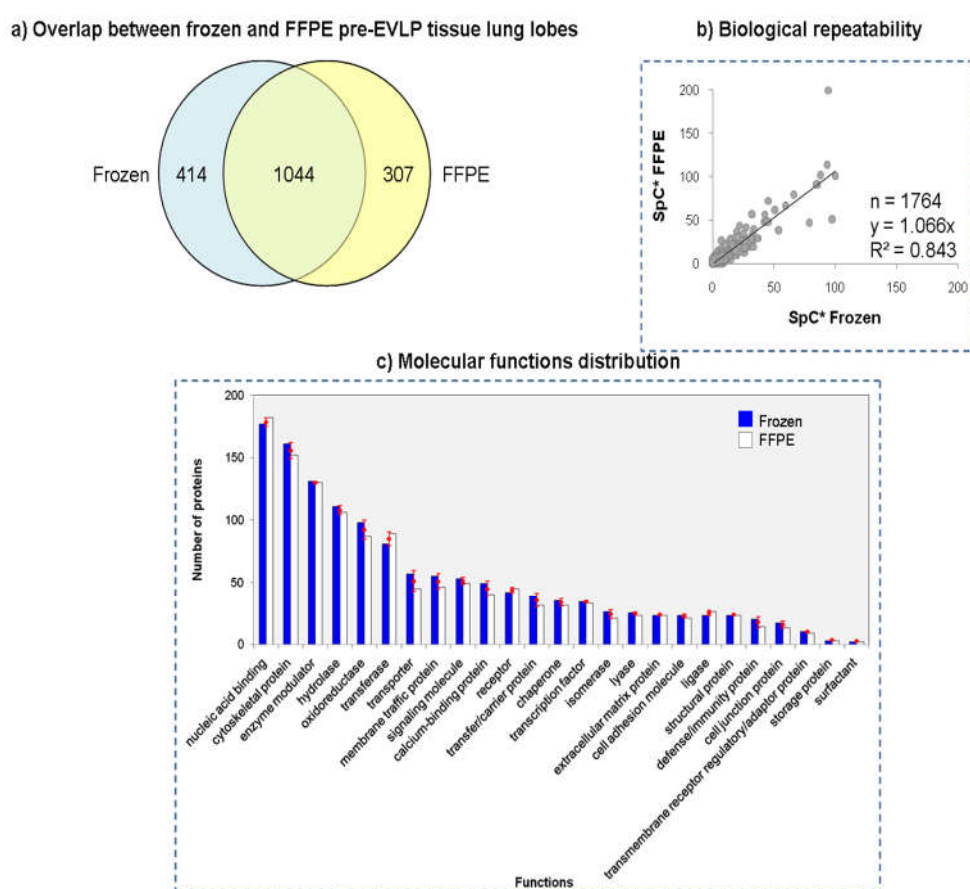 a) Overlap between frozen and FFPE pre-EVLP tissue lung lobes
Frozen
414
1044
307
FFPE
b) Biological repeatability
SpC* FFPE
200
150
100
50
0
n = 1764
y = 1.066x
R² = 0.843
0 50 100 150 200
SpC* Frozen
c) Molecular functions distribution
Number of proteins
200
150
100
50
0
Frozen
FFPE
nucleic acid binding
cytoskeletal protein
enzyme modulator
hydrolase
oxidoreductase
transferase
transporter
membrane traffic protein
signaling molecule
calcium-binding protein
receptor
transfer/carrier protein
chaperone
transcription factor
isomerase
lyase
extracellular matrix protein
cell adhesion molecule
ligase
structural protein
defense/immunity protein
cell junction protein
transmembrane receptor regulatory/adaptor protein
storage protein
surfactant
Functions